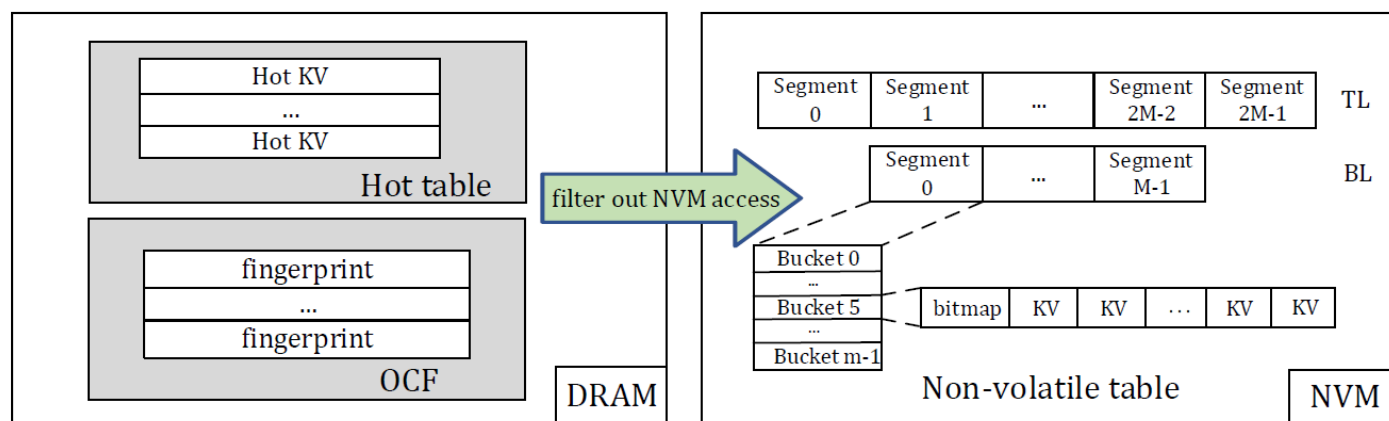 Hot KV
...
Hot KV
Hot table
fingerprint
...
fingerprint
OCF
DRAM
filter out NVM access
Segment 0 Segment 1 ... Segment 2M-2 Segment 2M-1 TL
Segment 0 ... Segment M-1 BL
Bucket 0
...
Bucket 5
...
Bucket m-1
bitmap KV KV ... KV KV
Non-volatile table
NVM